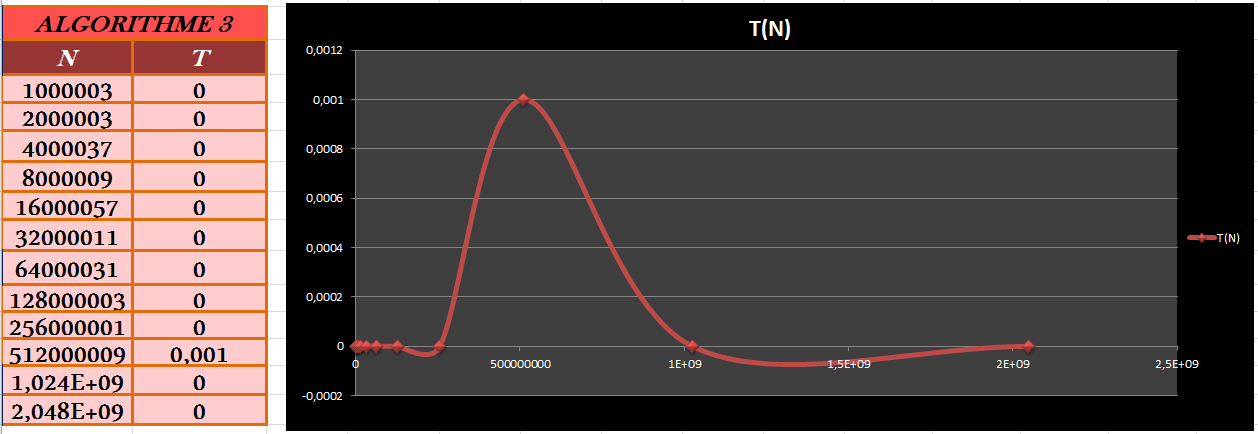 ALGORITHME 3
N T
1000003 0
2000003 0
4000037 0
8000009 0
16000057 0
32000011 0
64000031 0
128000003 0
256000001 0
512000009 0,001
1,024E+09 0
2,048E+09 0
T(N)
0,0012
0,001
0,0008
0,0006
0,0004
0,0002
0
-0,0002
0 500000000 1E+09 1,5E+09 2E+09 2,5E+09
T(N)